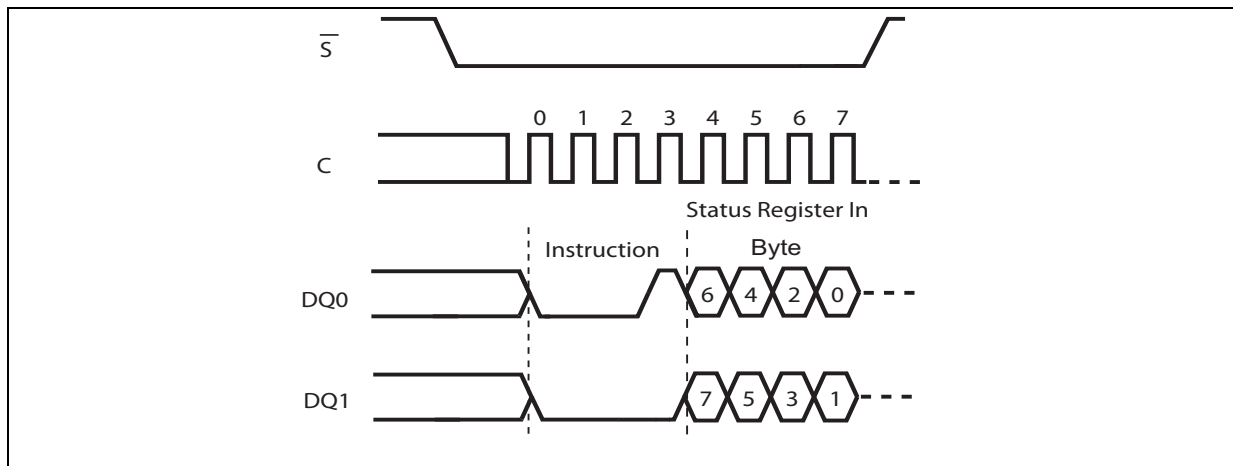 S
0 1 2 3 4 5 6 7
C
Status Register In
Instruction Byte
DQ0 6 4 2 0
DQ1 7 5 3 1